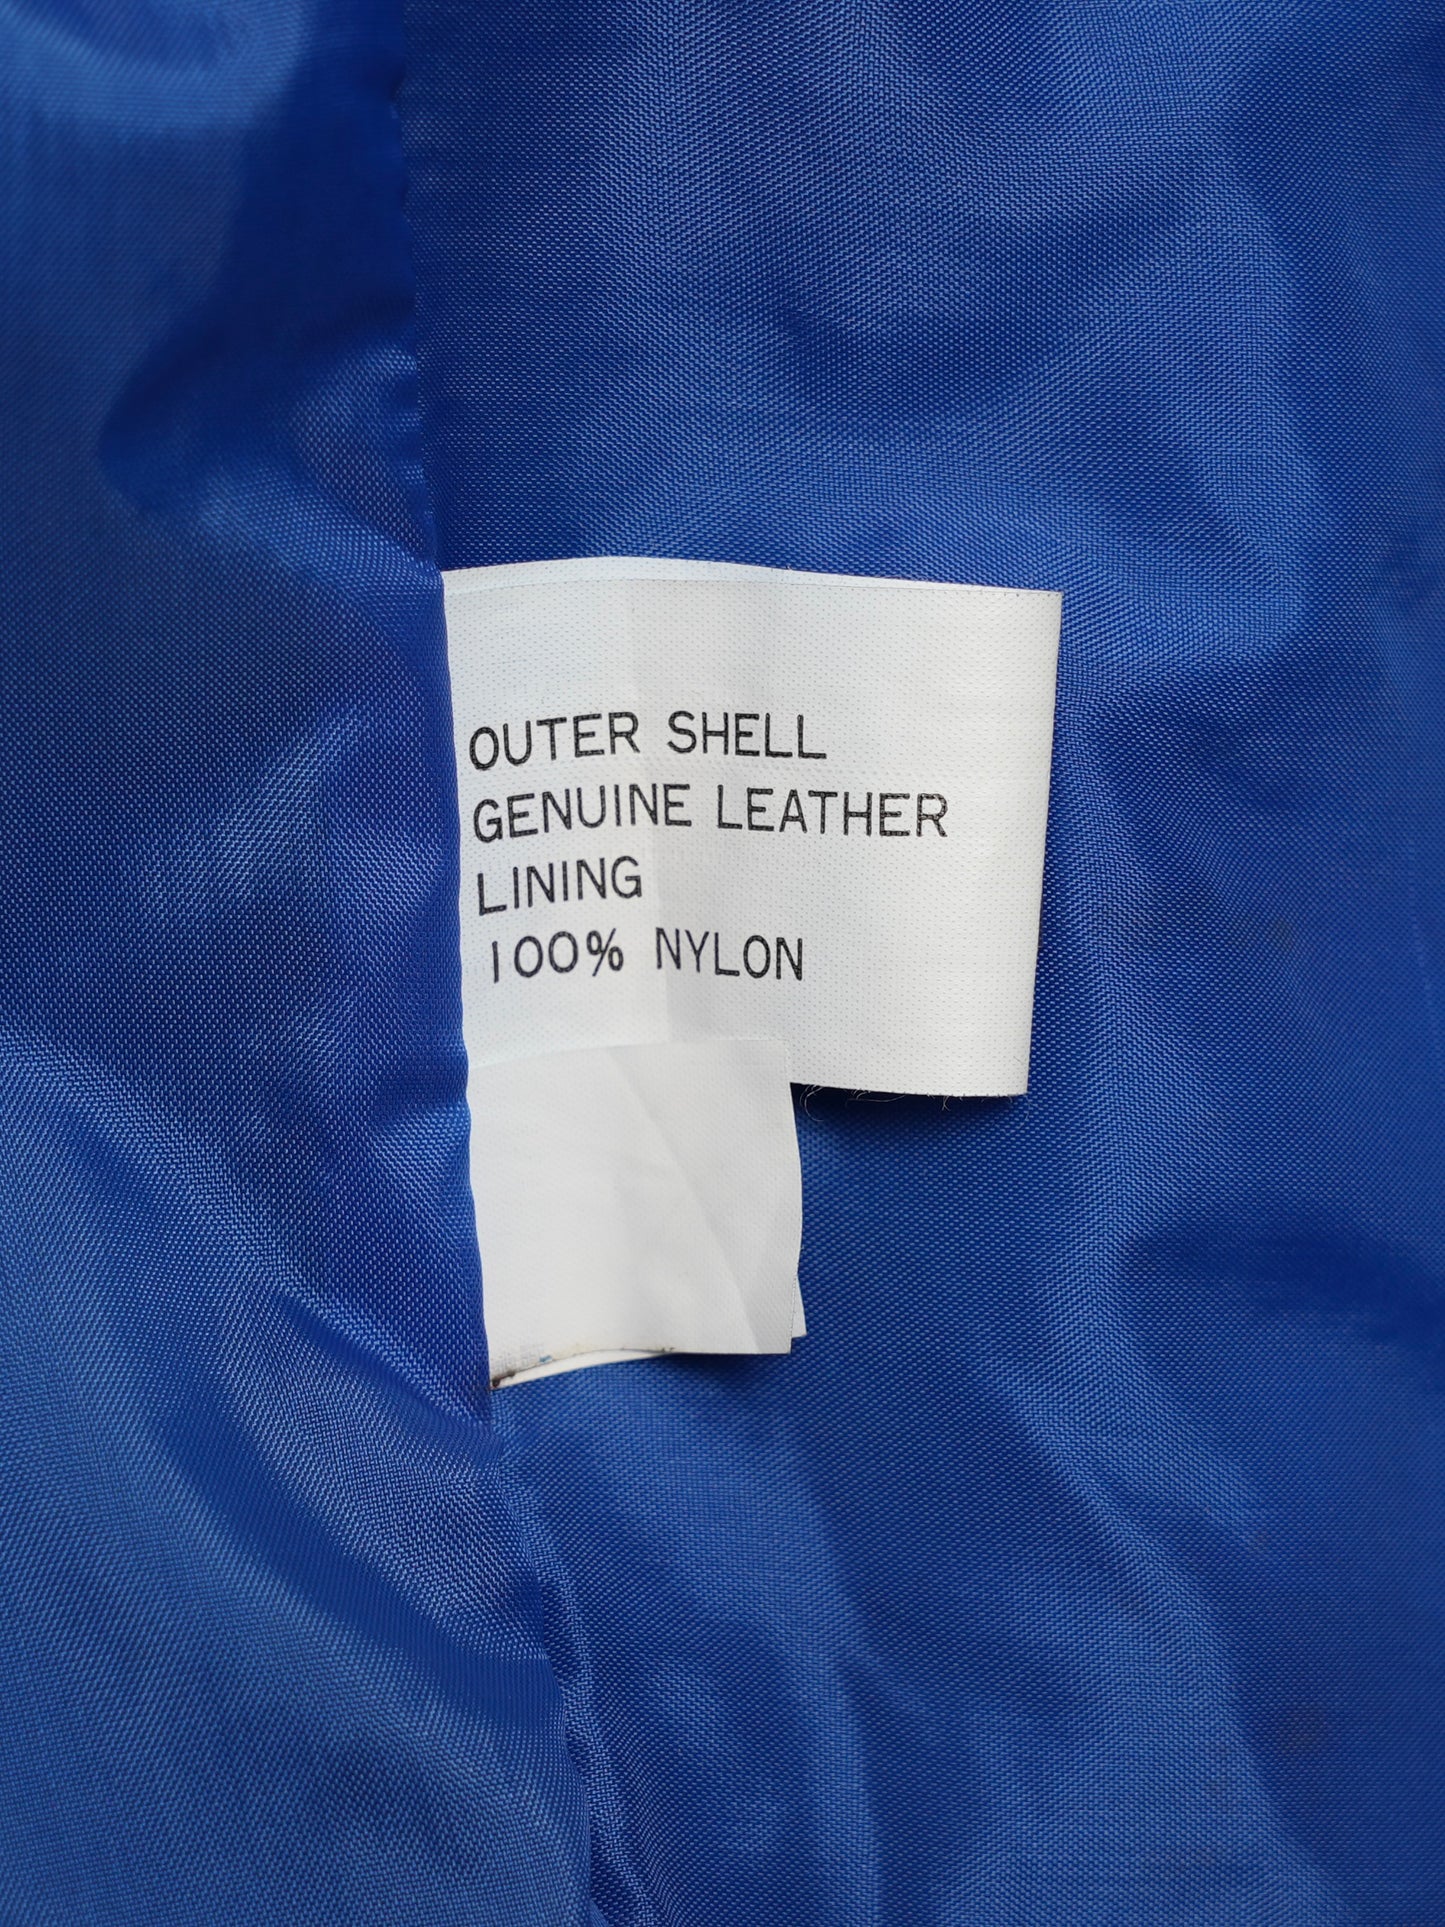 OUTER SHELL
GENUINE LEATHER
LINING
100% NYLON